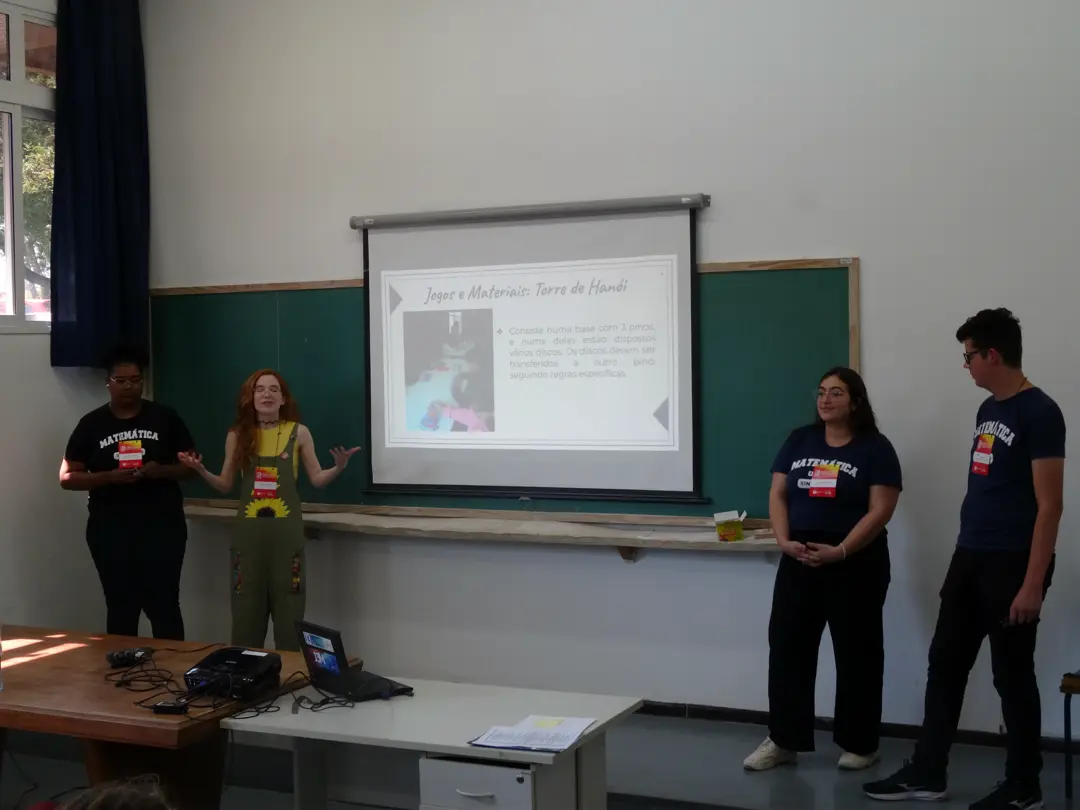 Jogos e Materiais: Torre de Hanói
❖ Consiste numa base com 3 pinos,
e numa deles estão dispostos
vários discos. Os discos devem ser
transferidos a outro pino
seguindo regras específicas.
MATEMÁTICA
MATEMÁTICA
MATEMÁTICA